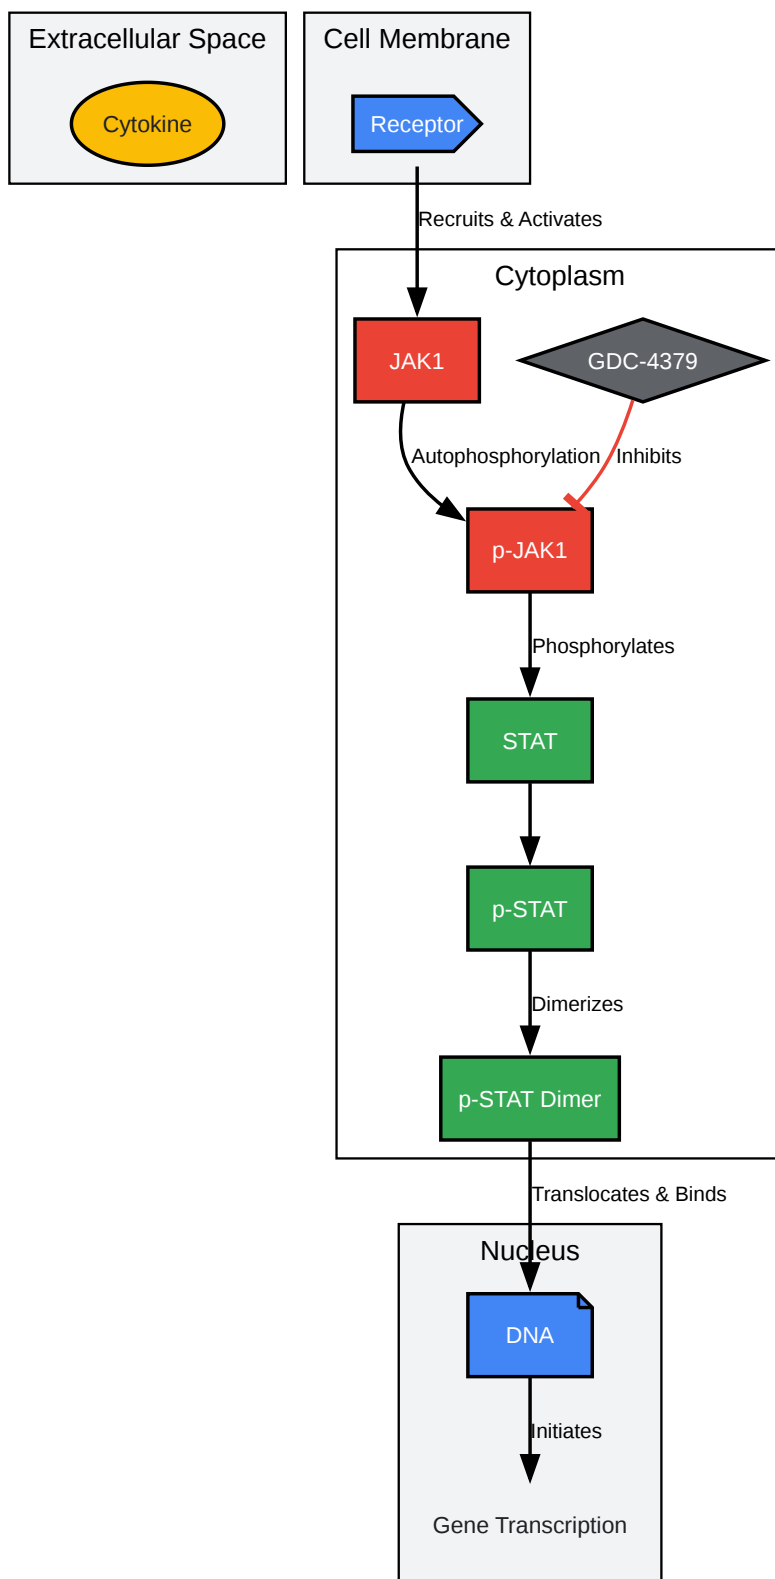 Extracellular Space
Cell Membrane
Cytokine
Receptor
Recruits & Activates
Cytoplasm
JAK1
GDC-4379
Autophosphorylation
Inhibits
p-JAK1
Phosphorylates
STAT
p-STAT
Dimerizes
p-STAT Dimer
Translocates & Binds
Nucleus
DNA
Initiates
Gene Transcription